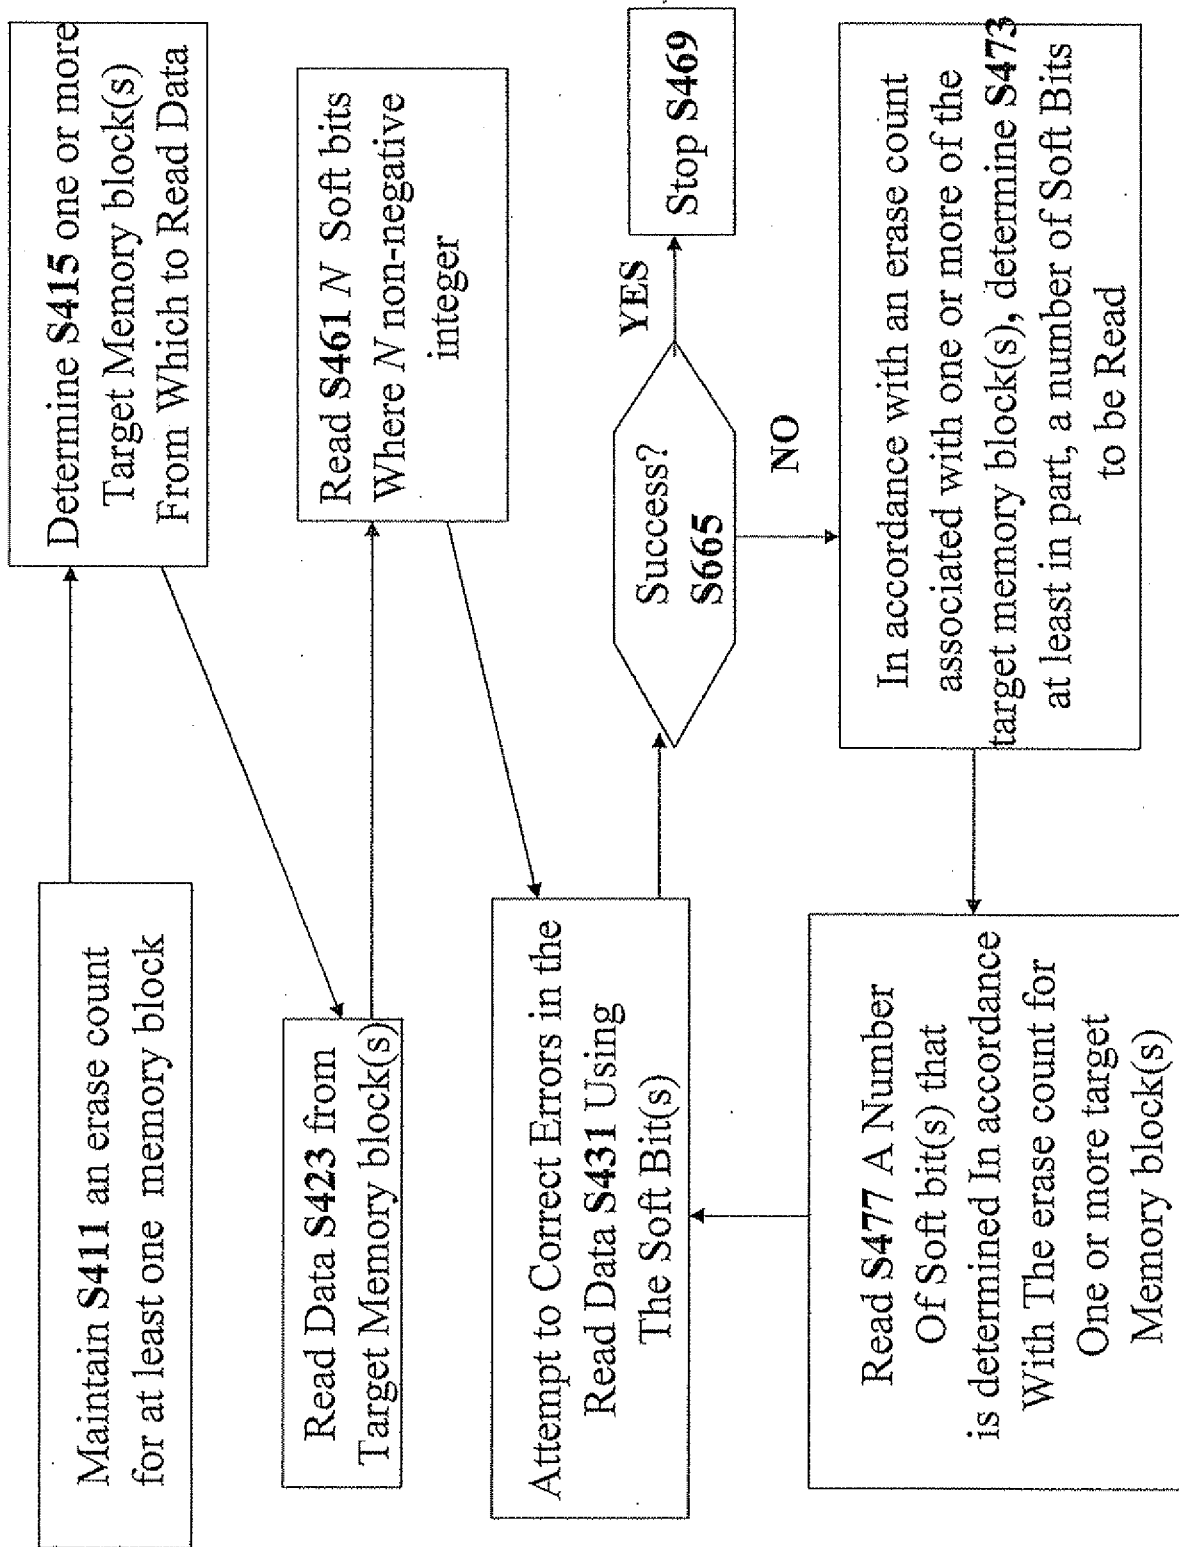 Maintain S411 an erase count
for at least one memory block
Determine S415 one or more
Target Memory block(s)
From Which to Read Data
Read Data S423 from
Target Memory block(s)
Read S461 N Soft bits
Where N non-negative
integer
Attempt to Correct Errors in the
Read Data S431 Using
The Soft Bit(s)
Success?
S665
YES
Stop S469
NO
In accordance with an erase count
associated with one or more of the
target memory block(s), determine S473
at least in part, a number of Soft Bits
to be Read
Read S477 A Number
Of Soft bit(s) that
is determined In accordance
With The erase count for
One or more target
Memory block(s)